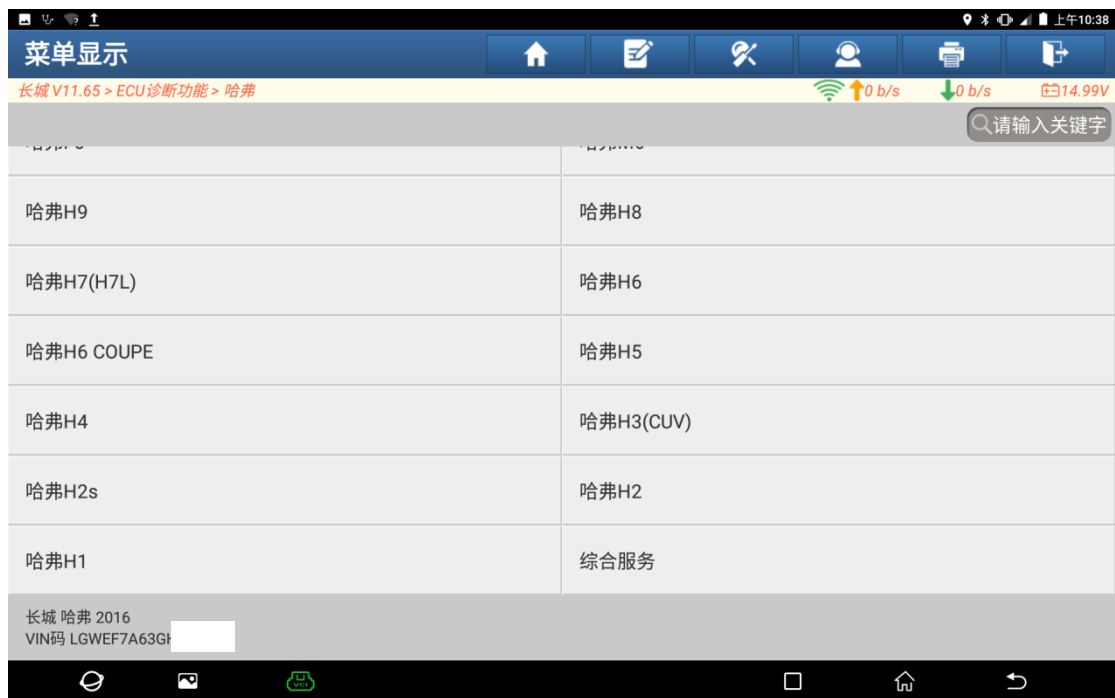 上午10:38
菜单显示
长城 V11.65 > ECU诊断功能 > 哈弗
0 b/s
0 b/s
14.99V
请输入关键字
哈弗H9
哈弗H8
哈弗H7(H7L)
哈弗H6
哈弗H6 COUPE
哈弗H5
哈弗H4
哈弗H3(CUV)
哈弗H2s
哈弗H2
哈弗H1
综合服务
长城 哈弗 2016
VIN码 LGWEF7A63G
VCI